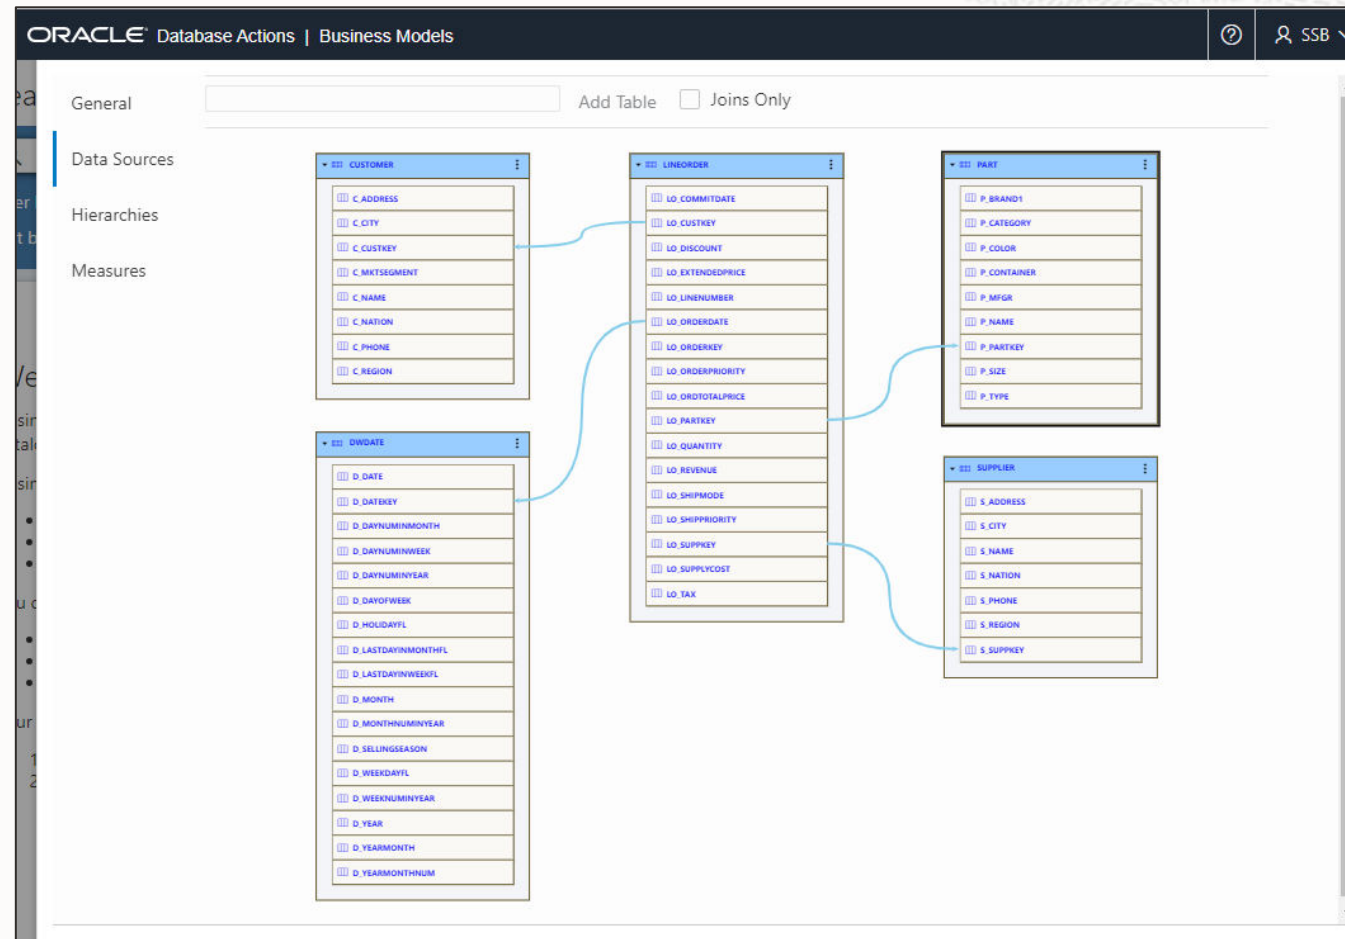 ORACLE Database Actions | Business Models
SSB
General
Add Table
Joins Only
Data Sources
Hierarchies
Measures
CUSTOMER
C_ADDRESS
C_CITY
C_CUSTKEY
C_MKTSEGMENT
C_NAME
C_NATION
C_PHONE
C_REGION
DWDATE
D_DATE
D_DATEKEY
D_DAYNUMINMONTH
D_DAYNUMINWEEK
D_DAYNUMINYEAR
D_DAYOFWEEK
D_HOLIDAYFL
D_LASTDAYINMONTHFL
D_LASTDAYINWEEKFL
D_MONTH
D_MONTHNUMINYEAR
D_SELLINGSEASON
D_WEEKDAYFL
D_WEEKNUMINYEAR
D_YEAR
D_YEARMONTH
D_YEARMONTHNUM
LINEORDER
LO_COMMITDATE
LO_CUSTKEY
LO_DISCOUNT
LO_EXTENDEDPRICE
LO_LINENUMBER
LO_ORDERDATE
LO_ORDERKEY
LO_ORDERPRIORITY
LO_ORDTOTALPRICE
LO_PARTKEY
LO_QUANTITY
LO_REVENUE
LO_SHIPMODE
LO_SHIPPRIORITY
LO_SUPPKEY
LO_SUPPLYCOST
LO_TAX
PART
P_BRAND1
P_CATEGORY
P_COLOR
P_CONTAINER
P_MFGR
P_NAME
P_PARTKEY
P_SIZE
P_TYPE
SUPPLIER
S_ADDRESS
S_CITY
S_NAME
S_NATION
S_PHONE
S_REGION
S_SUPPKEY